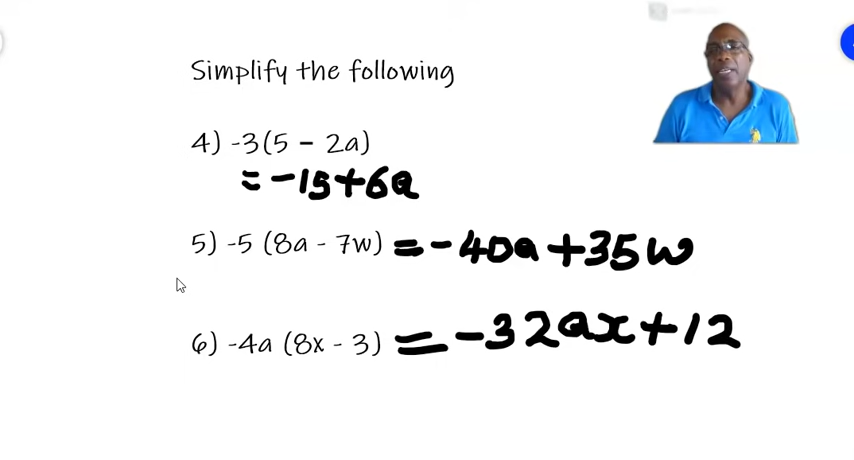 Simplify the following
4) -3(5 - 2a)
= -15+6a
5) -5 (8a - 7w) = -40a +35w
6) -4a (8x - 3) = -32ax+12